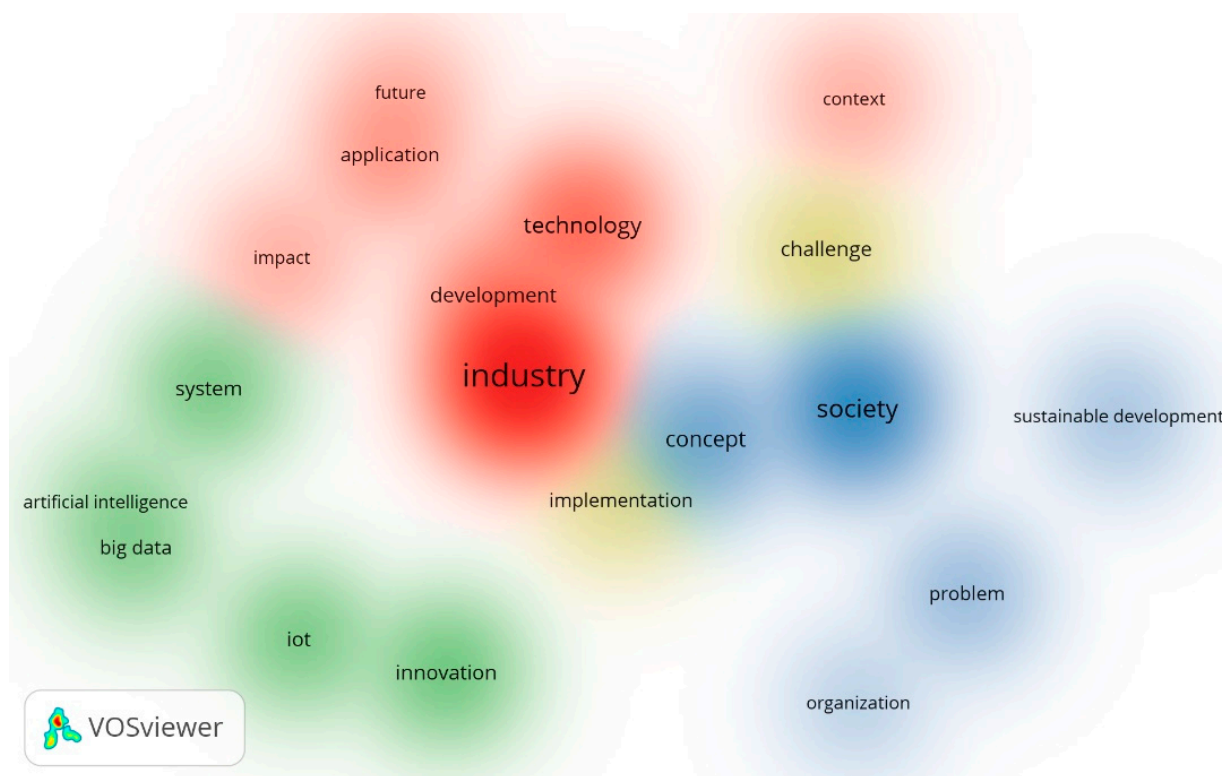 future
context
application
technology
challenge
impact
development
industry
system
society
sustainable development
concept
implementation
artificial intelligence
big data
problem
iot
innovation
organization
VOSviewer